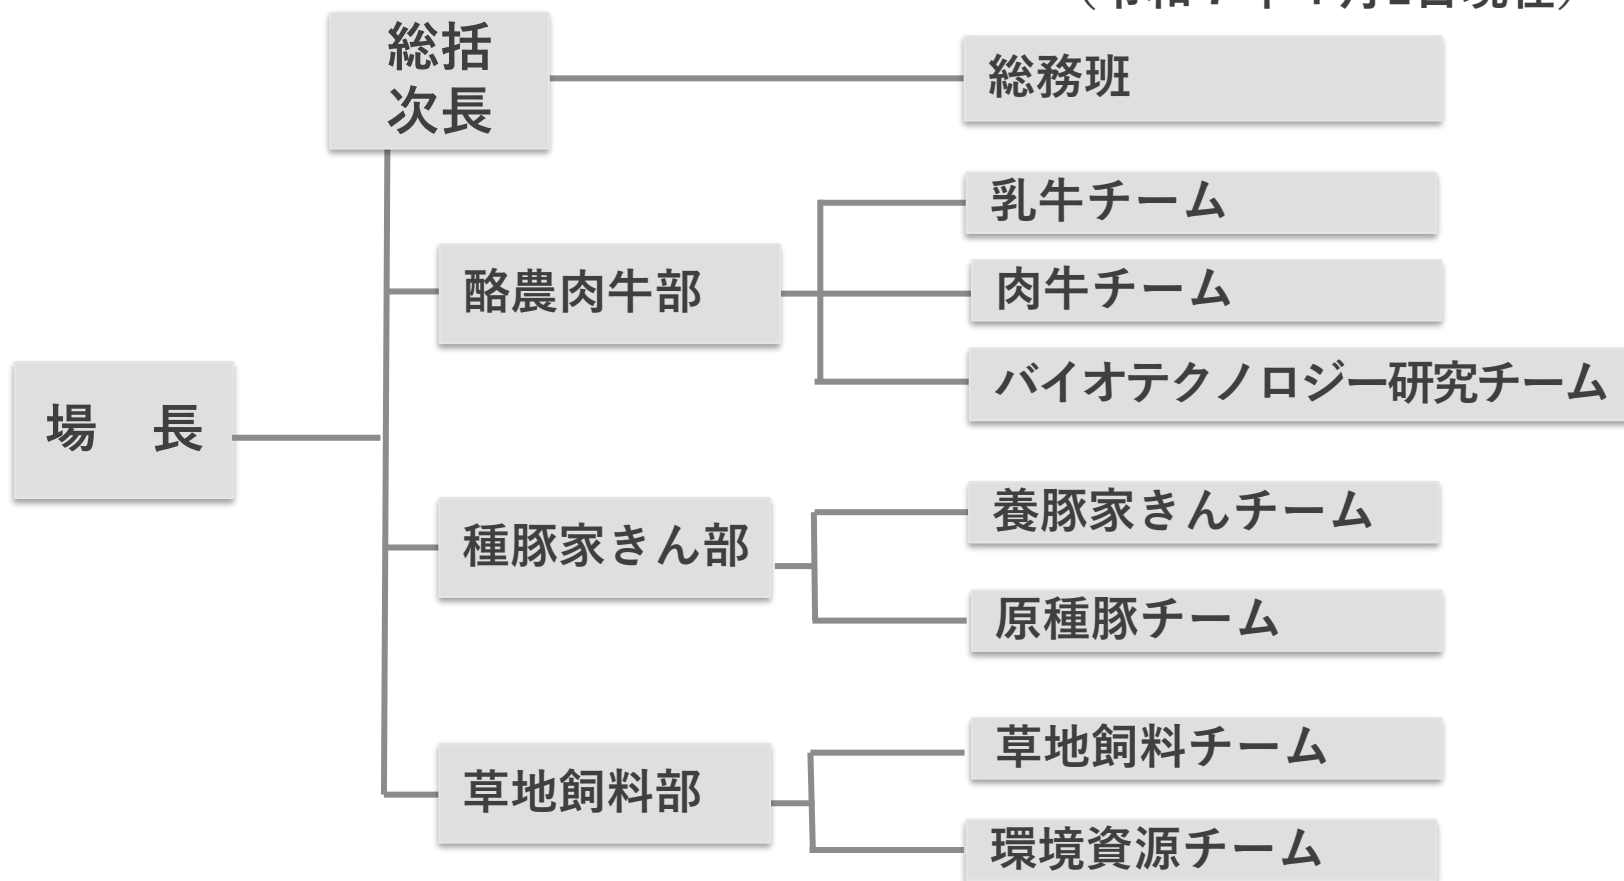 総括
次長
総務班
乳牛チーム
酪農肉牛部
肉牛チーム
バイオテクノロジー研究チーム
場　長
養豚家きんチーム
種豚家きん部
原種豚チーム
草地飼料チーム
草地飼料部
環境資源チーム